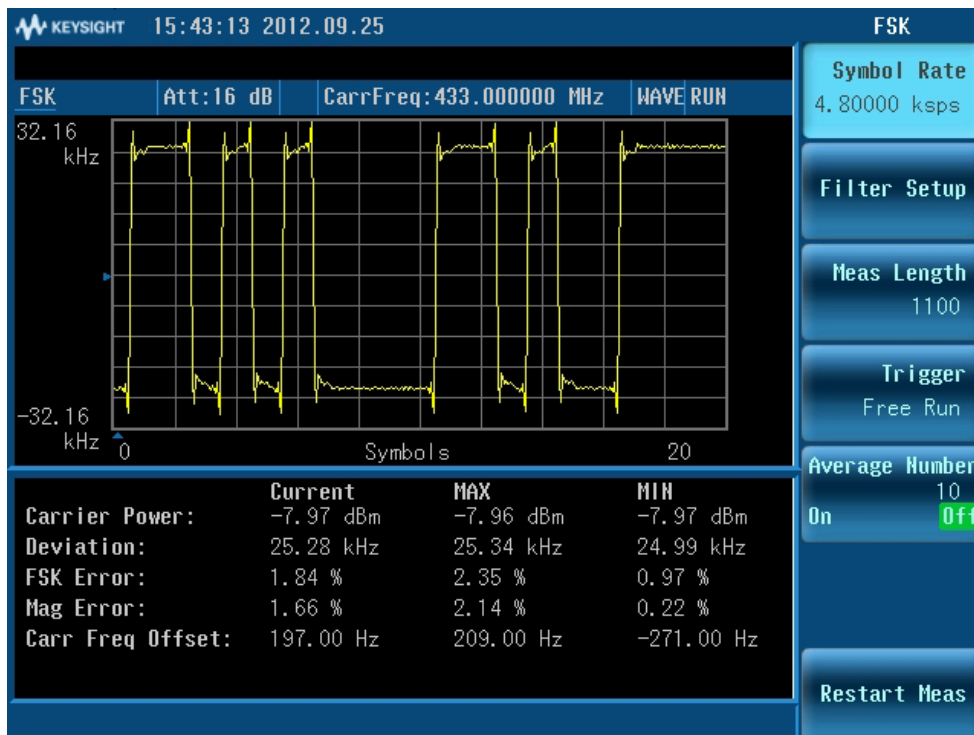 KEYSIGHT 15:43:13 2012.09.25 FSK
FSK Att:16 dB CarrFreq:433.000000 MHz WAVE RUN
32.16
kHz
-32.16
kHz
0 Symbols 20
Current MAX MIN
Carrier Power: -7.97 dBm -7.96 dBm -7.97 dBm
Deviation: 25.28 kHz 25.34 kHz 24.99 kHz
FSK Error: 1.84 % 2.35 % 0.97 %
Mag Error: 1.66 % 2.14 % 0.22 %
Carr Freq Offset: 197.00 Hz 209.00 Hz -271.00 Hz
Symbol Rate
4.80000 ksps
Filter Setup
Meas Length
1100
Trigger
Free Run
Average Number
10
On Off
Restart Meas